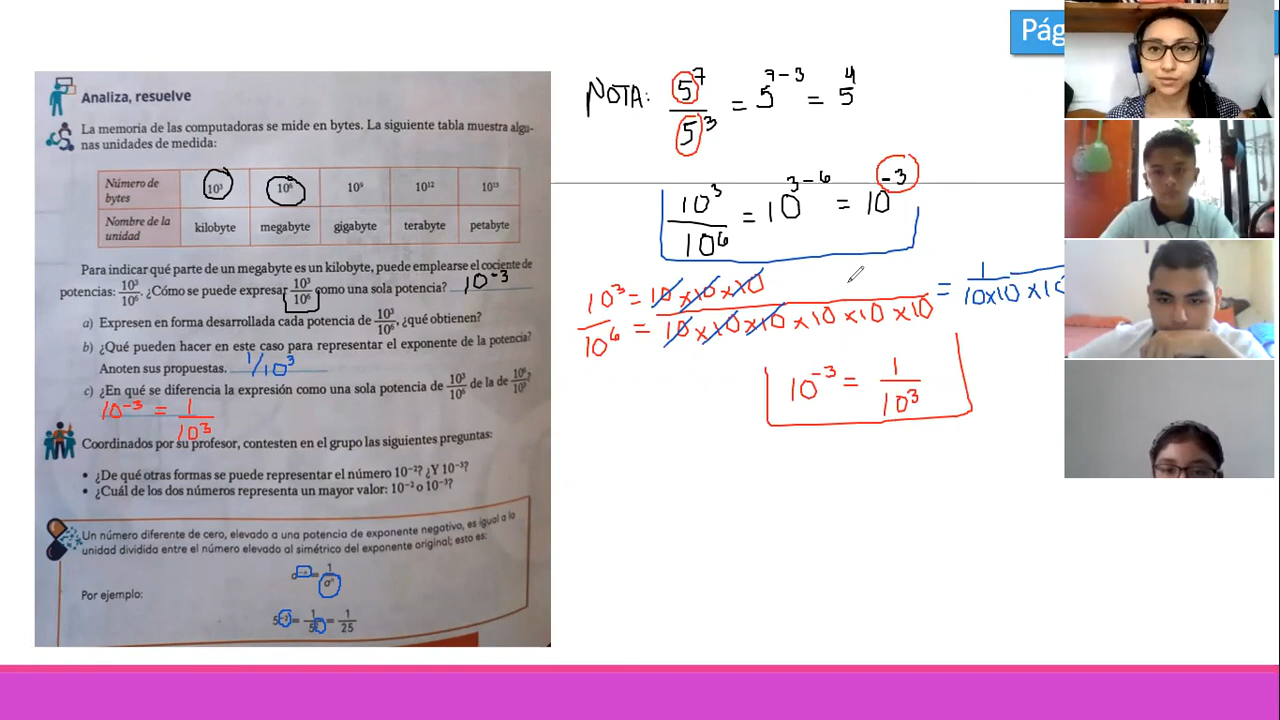 Pág
Analiza, resuelve
La memoria de las computadoras se mide en bytes. La siguiente tabla muestra algu-
nas unidades de medida:
Número de bytes 10³ 10⁶ 10⁹ 10¹² 10¹⁵
Nombre de la unidad kilobyte megabyte gigabyte terabyte petabyte
Para indicar qué parte de un megabyte es un kilobyte, puede emplearse el cociente de
potencias: 10³/10⁶. ¿Cómo se puede expresar 10³/10⁶ como una sola potencia? 10⁻³
a) Expresen en forma desarrollada cada potencia de 10³/10⁶, ¿qué obtienen?
b) ¿Qué pueden hacer en este caso para representar el exponente de la potencia?
Anoten sus propuestas. 1/10³
c) ¿En qué se diferencia la expresión como una sola potencia de 10³/10⁶ de la de 10⁶/10³?
10⁻³ = 1/10³
Coordinados por su profesor, contesten en el grupo las siguientes preguntas:
• ¿De qué otras formas se puede representar el número 10⁻²? ¿Y 10⁻³?
• ¿Cuál de los dos números representa un mayor valor: 10⁻² o 10⁻³?
Un número diferente de cero, elevado a una potencia de exponente negativo, es igual a la
unidad dividida entre el número elevado al simétrico del exponente original; esto es:
a⁻ⁿ = 1/aⁿ
Por ejemplo:
5⁻² = 1/5² = 1/25
NOTA: 5⁷/5³ = 5⁷⁻³ = 5⁴
10³/10⁶ = 10³⁻⁶ = 10⁻³
10³ = 10x10x10
10⁶ = 10x10x10x10x10x10 = 1/10x10x10
10⁻³ = 1/10³